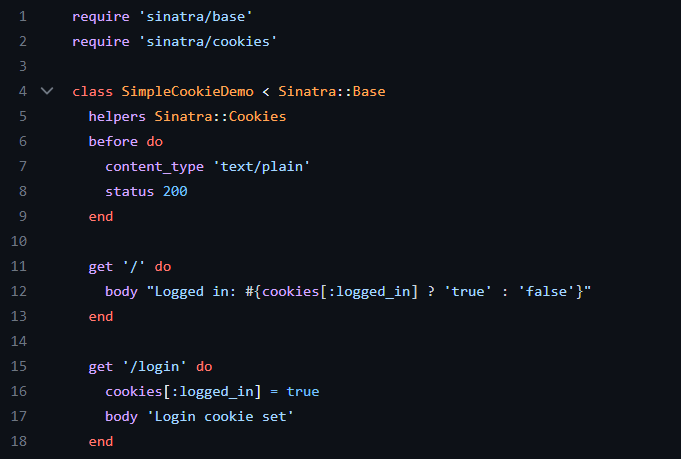 1 require 'sinatra/base'
2 require 'sinatra/cookies'
3
4 class SimpleCookieDemo < Sinatra::Base
5   helpers Sinatra::Cookies
6   before do
7     content_type 'text/plain'
8     status 200
9   end
10
11   get '/' do
12     body "Logged in: #{cookies[:logged_in] ? 'true' : 'false'}"
13   end
14
15   get '/login' do
16     cookies[:logged_in] = true
17     body 'Login cookie set'
18   end